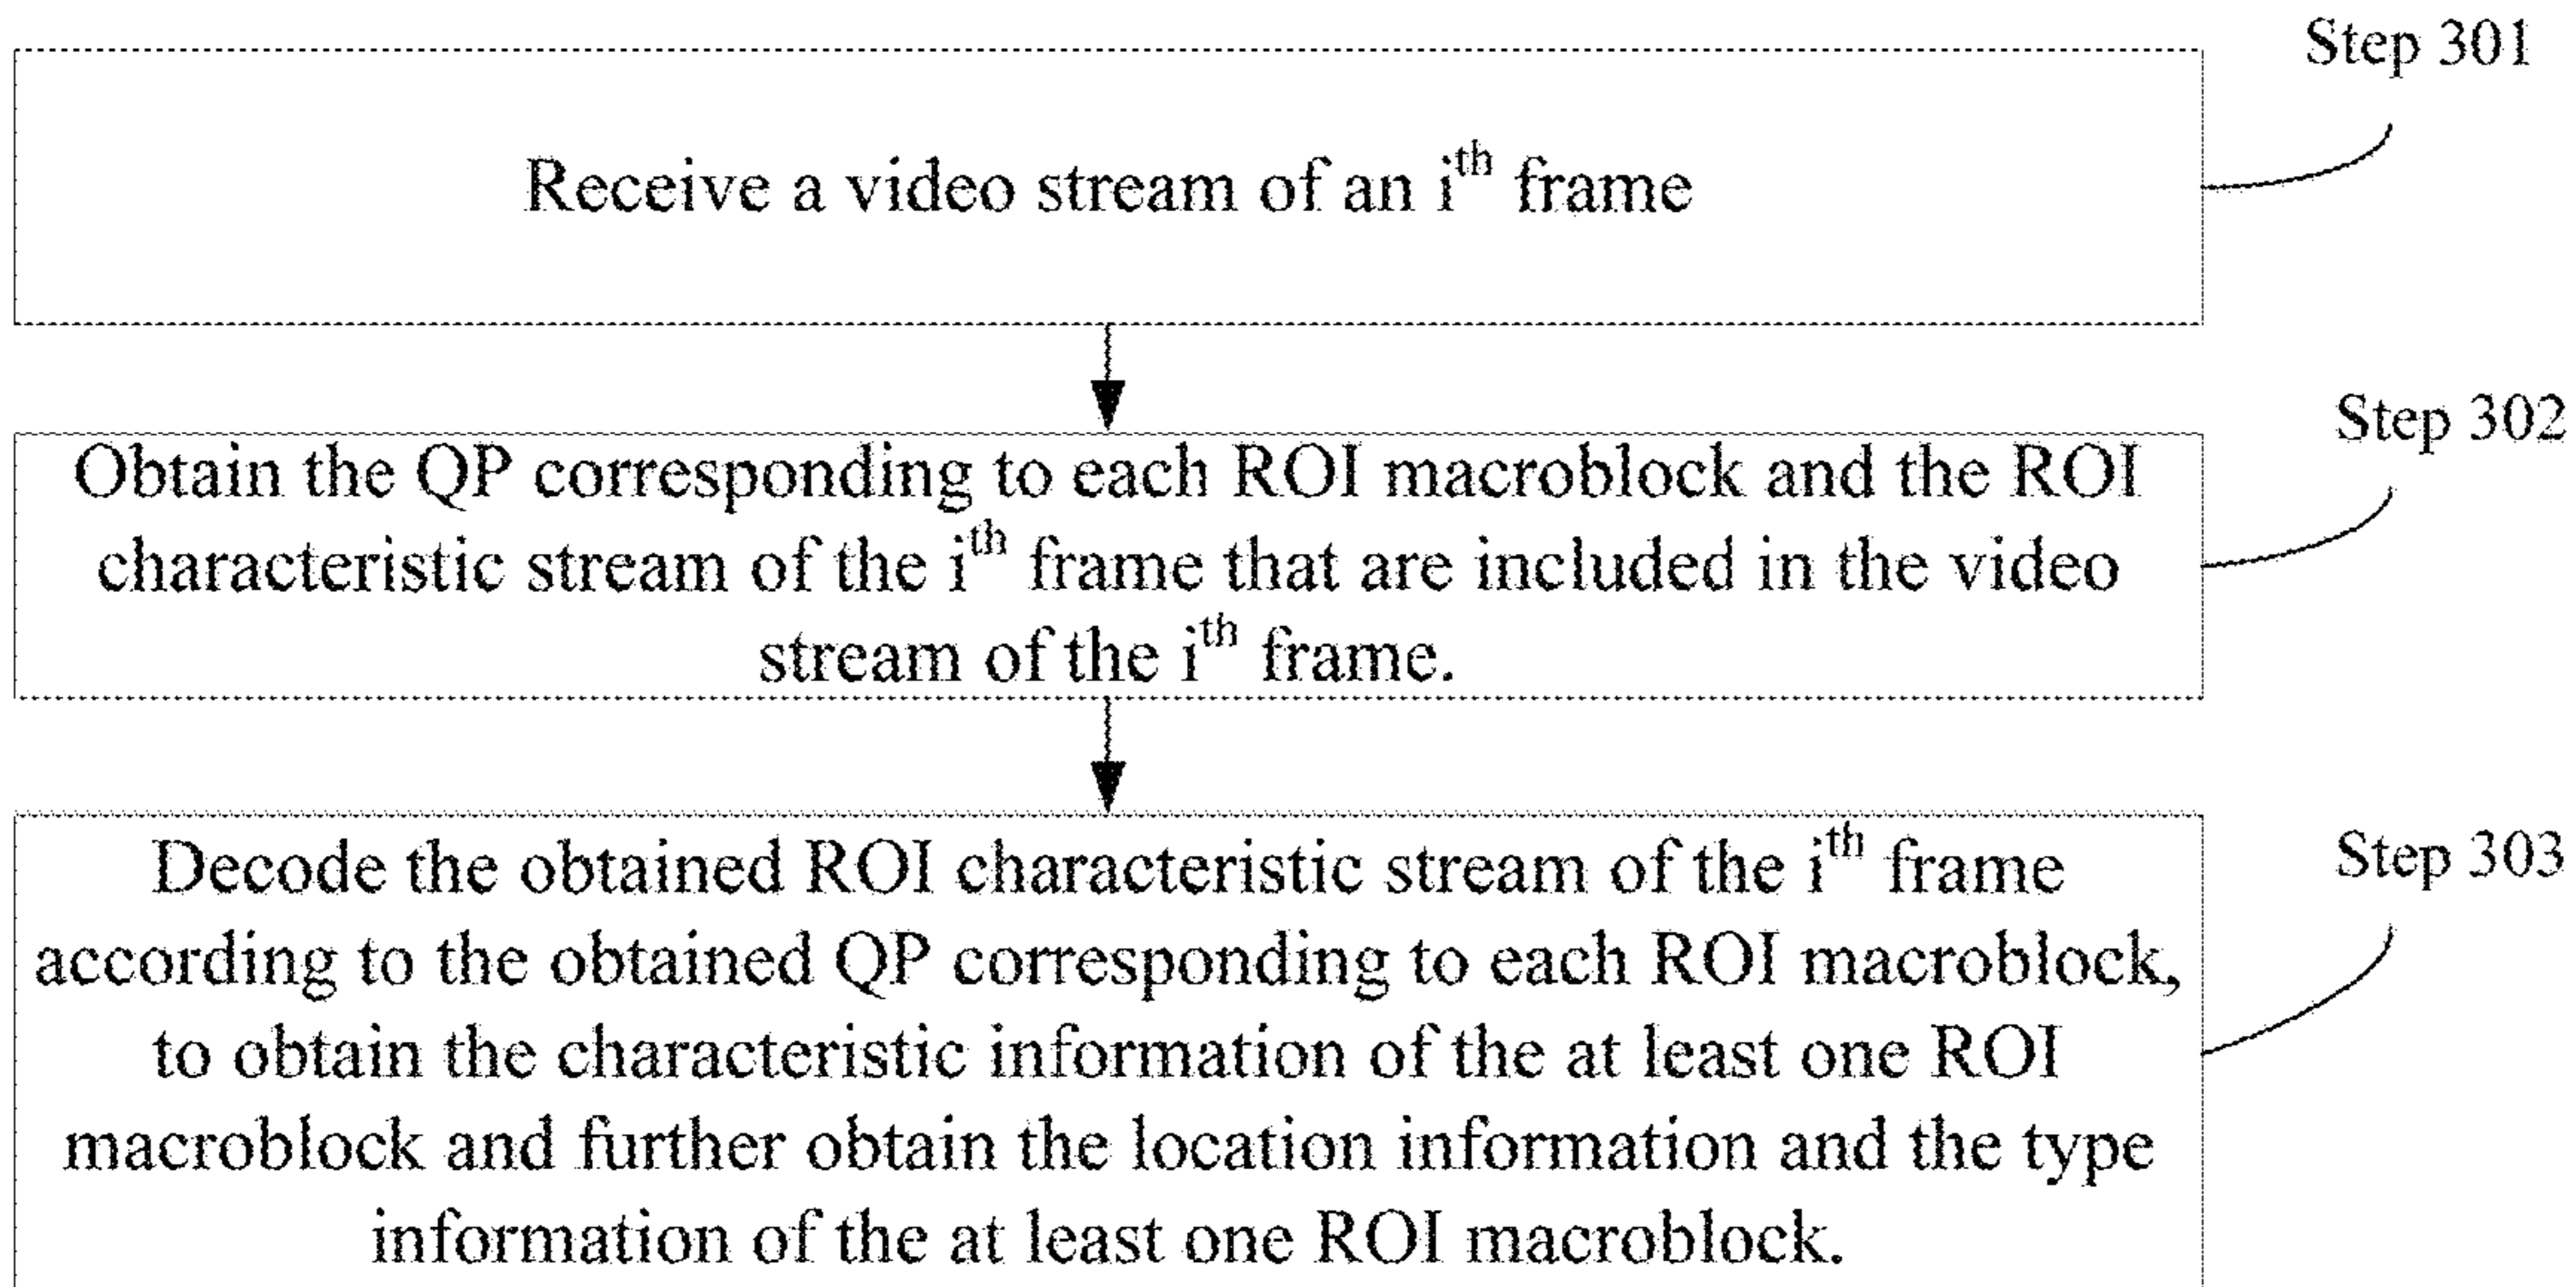 Step 301
Receive a video stream of an iᵗʰ frame
Step 302
Obtain the QP corresponding to each ROI macroblock and the ROI
characteristic stream of the iᵗʰ frame that are included in the video
stream of the iᵗʰ frame.
Step 303
Decode the obtained ROI characteristic stream of the iᵗʰ frame
according to the obtained QP corresponding to each ROI macroblock,
to obtain the characteristic information of the at least one ROI
macroblock and further obtain the location information and the type
information of the at least one ROI macroblock.